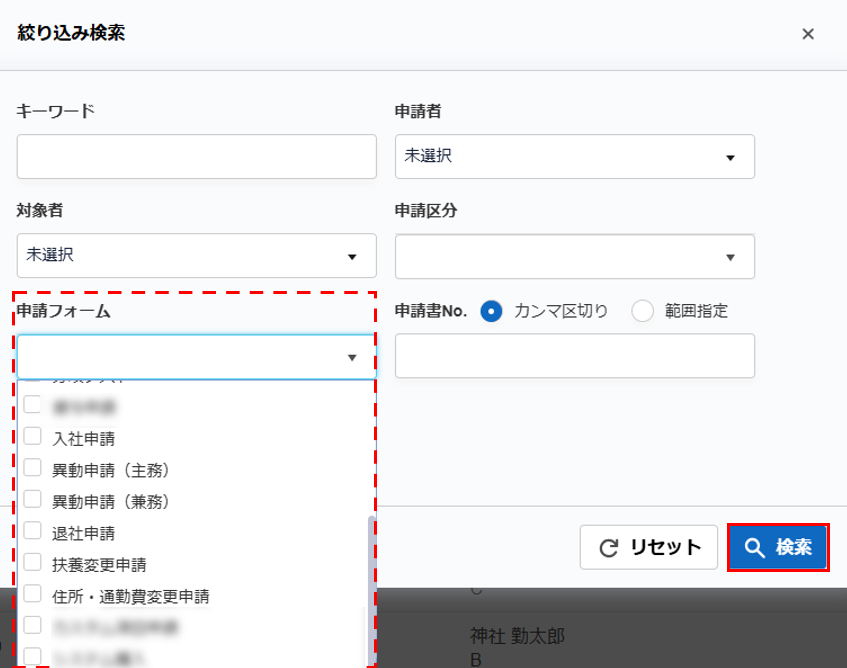 絞り込み検索
×
キーワード
申請者
未選択
対象者
未選択
申請区分
申請フォーム
申請書No.
カンマ区切り
範囲指定
入社申請
異動申請（主務）
異動申請（兼務）
退社申請
扶養変更申請
住所・通勤費変更申請
リセット
検索
神社 勤太郎
B